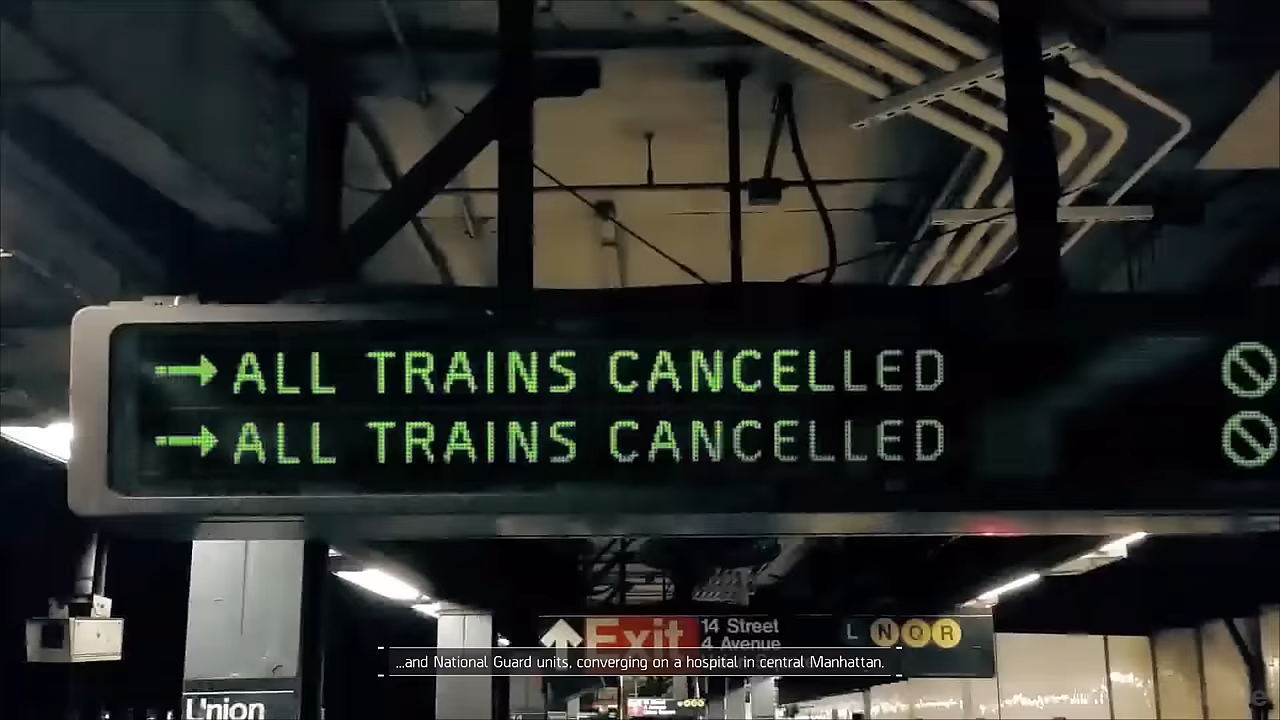 → ALL TRAINS CANCELLED
→ ALL TRAINS CANCELLED
↑ Exit 14 Street
4 Avenue
L N Q R
...and National Guard units, converging on a hospital in central Manhattan.
Union